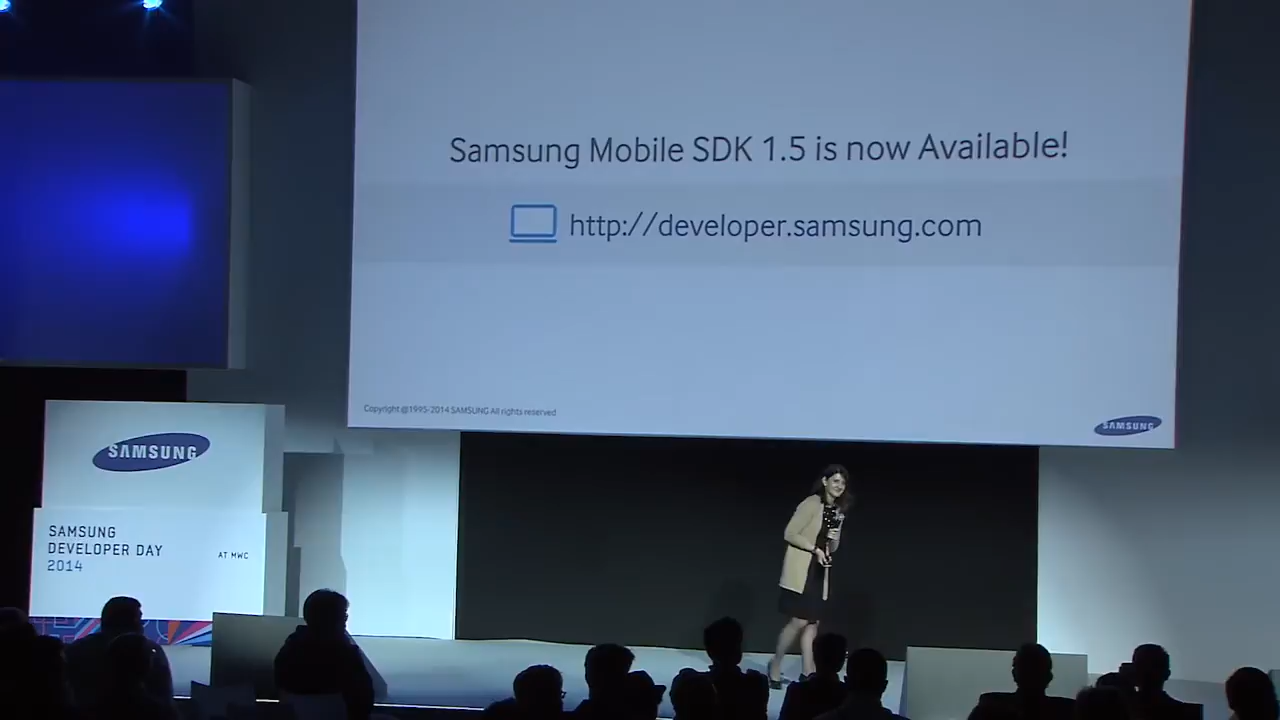 Samsung Mobile SDK 1.5 is now Available!
http://developer.samsung.com
Copyright @1995-2014 SAMSUNG All rights reserved
SAMSUNG
SAMSUNG
SAMSUNG
DEVELOPER DAY
2014
AT MWC